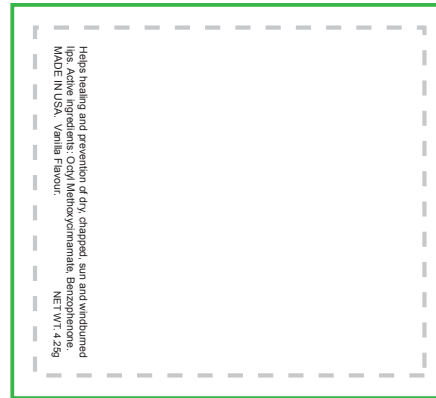 Helps healing and prevention of dry, chapped, sun and windburned
lips. Active ingredients: Octyl Methoxycinnamate, Benzophenone.
MADE IN USA.  Vanilla Flavour.  NET WT. 4.25g